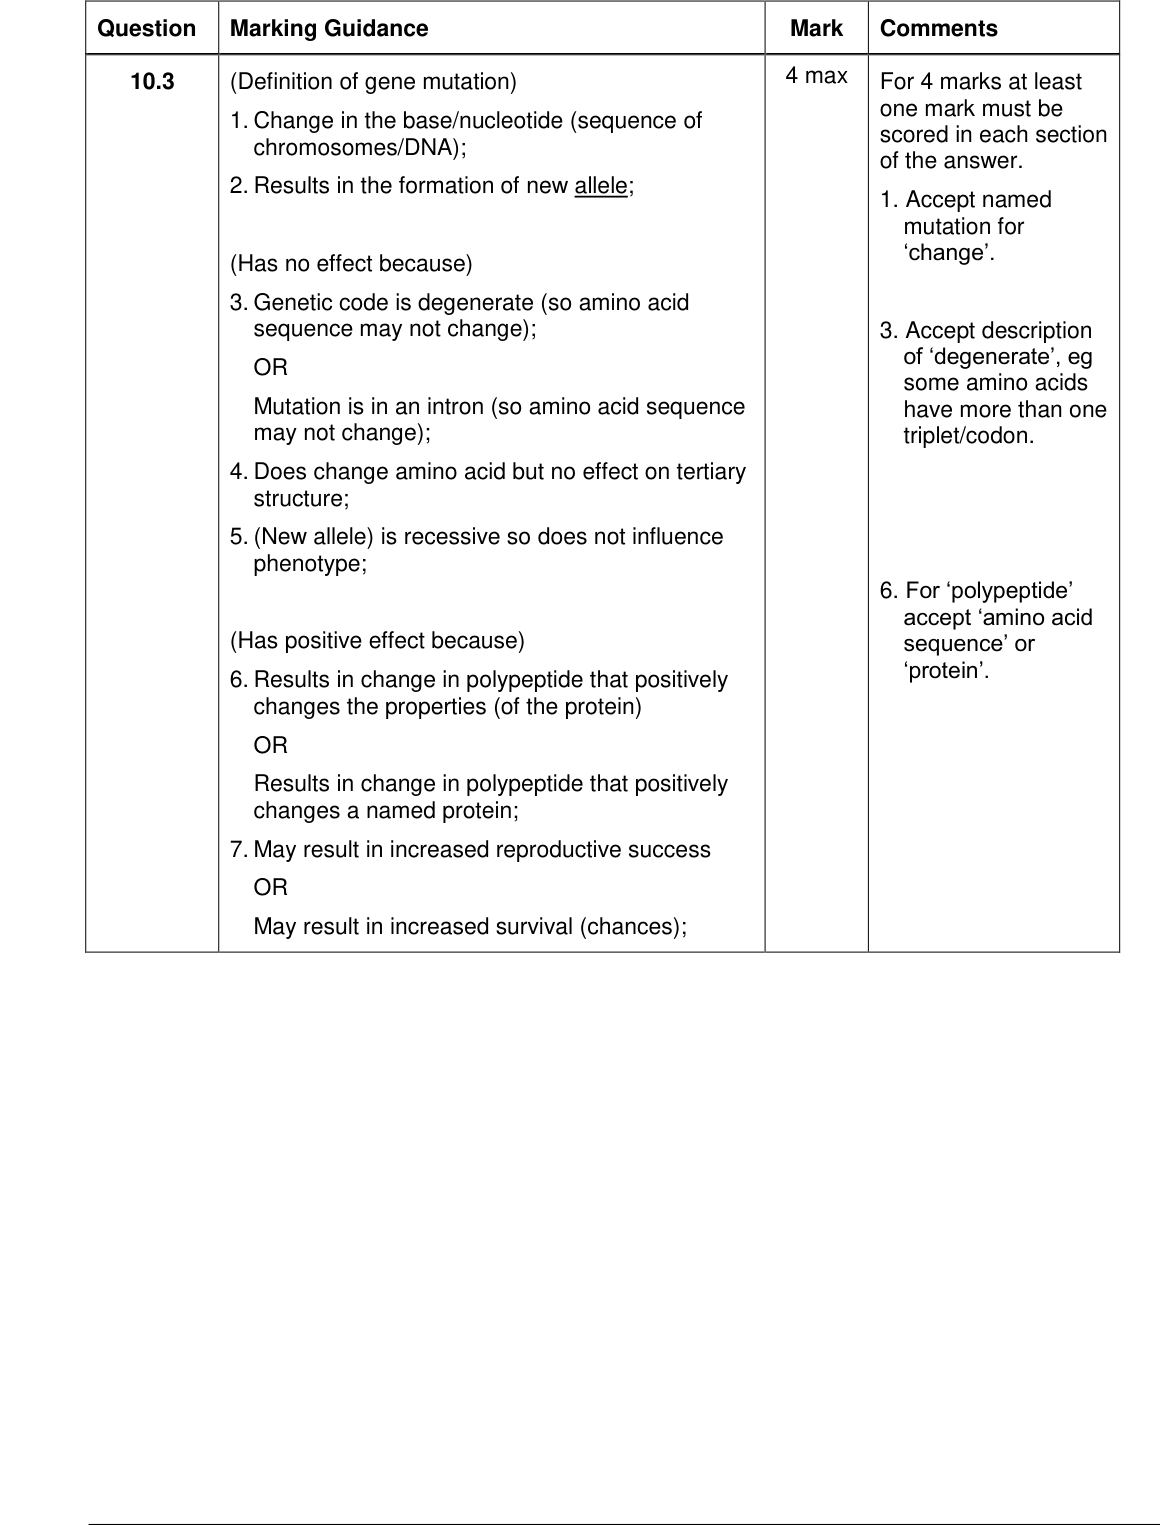 Question Marking Guidance Mark Comments
10.3
(Definition of gene mutation)
1. Change in the base/nucleotide (sequence of
chromosomes/DNA);
2. Results in the formation of new allele;
(Has no effect because)
3. Genetic code is degenerate (so amino acid
sequence may not change);
OR
Mutation is in an intron (so amino acid sequence
may not change);
4. Does change amino acid but no effect on tertiary
structure;
5. (New allele) is recessive so does not influence
phenotype;
(Has positive effect because)
6. Results in change in polypeptide that positively
changes the properties (of the protein)
OR
Results in change in polypeptide that positively
changes a named protein;
7. May result in increased reproductive success
OR
May result in increased survival (chances);
4 max
For 4 marks at least
one mark must be
scored in each section
of the answer.
1. Accept named
mutation for
‘change’.
3. Accept description
of ‘degenerate’, eg
some amino acids
have more than one
triplet/codon.
6. For ‘polypeptide’
accept ‘amino acid
sequence’ or
‘protein’.